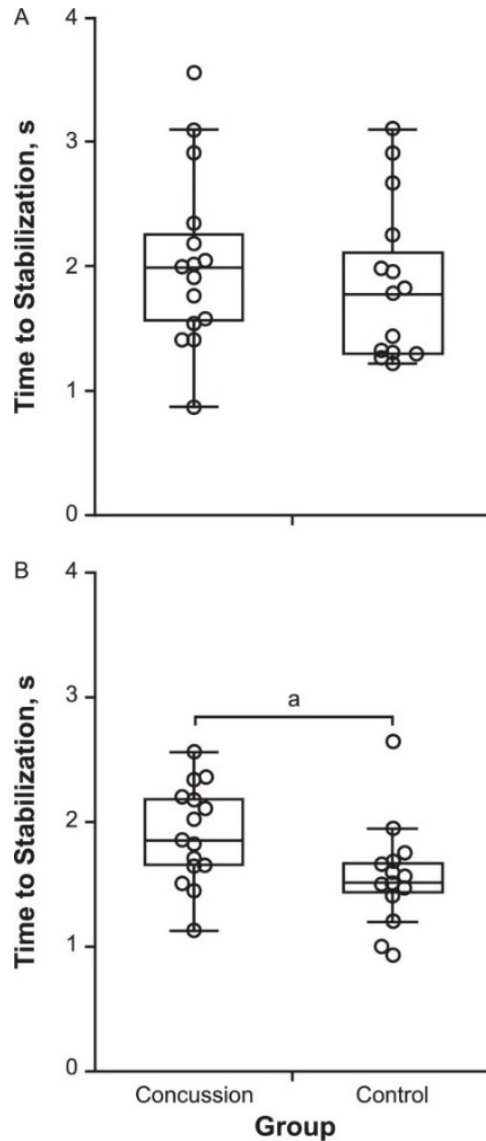 A
Time to Stabilization, s
4
3
2
1
0
B
Time to Stabilization, s
4
3
2
1
0
a
Concussion Control
Group